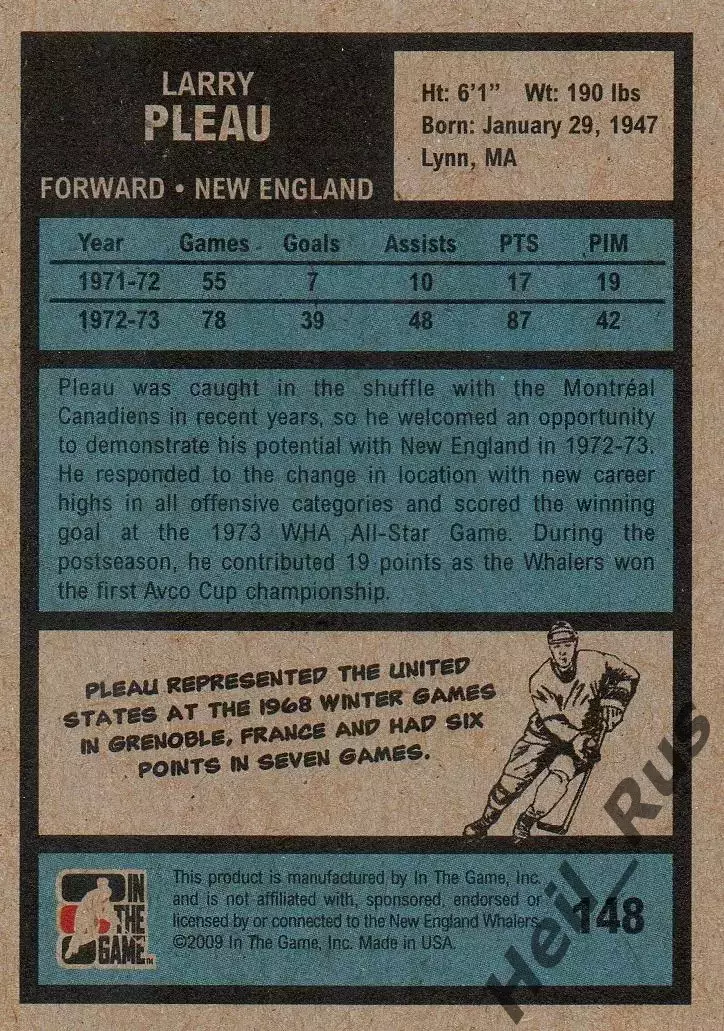 LARRY
PLEAU
FORWARD • NEW ENGLAND
Ht: 6'1" Wt: 190 lbs
Born: January 29, 1947
Lynn, MA
Year Games Goals Assists PTS PIM
1971-72 55 7 10 17 19
1972-73 78 39 48 87 42
Pleau was caught in the shuffle with the Montréal
Canadiens in recent years, so he welcomed an opportunity
to demonstrate his potential with New England in 1972-73.
He responded to the change in location with new career
highs in all offensive categories and scored the winning
goal at the 1973 WHA All-Star Game. During the
postseason, he contributed 19 points as the Whalers won
the first Avco Cup championship.
PLEAU REPRESENTED THE UNITED
STATES AT THE 1968 WINTER GAMES
IN GRENOBLE, FRANCE AND HAD SIX
POINTS IN SEVEN GAMES.
IN
THE
GAME™
This product is manufactured by In The Game, Inc.
and is not affiliated with, sponsored, endorsed or
licensed by or connected to the New England Whalers.
©2009 In The Game, Inc. Made in USA.
148
Heil_Rus